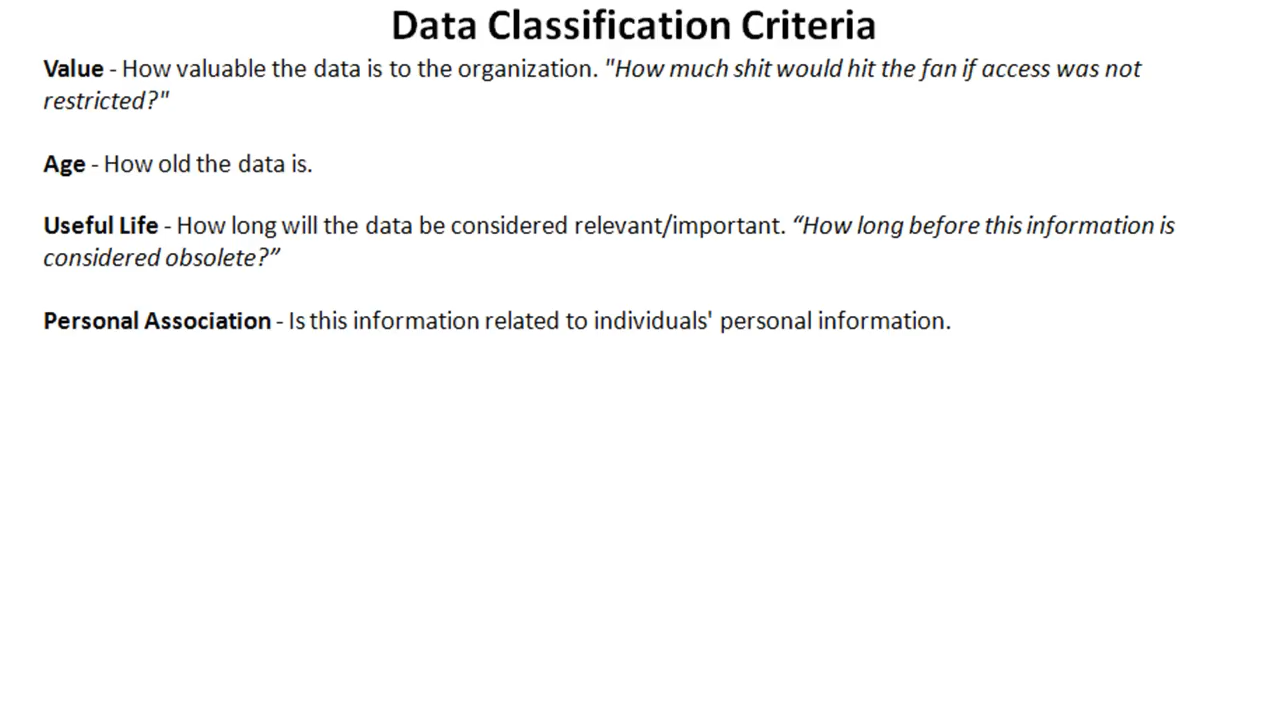 Data Classification Criteria
Value - How valuable the data is to the organization. "How much shit would hit the fan if access was not
restricted?"
Age - How old the data is.
Useful Life - How long will the data be considered relevant/important. “How long before this information is
considered obsolete?”
Personal Association - Is this information related to individuals' personal information.